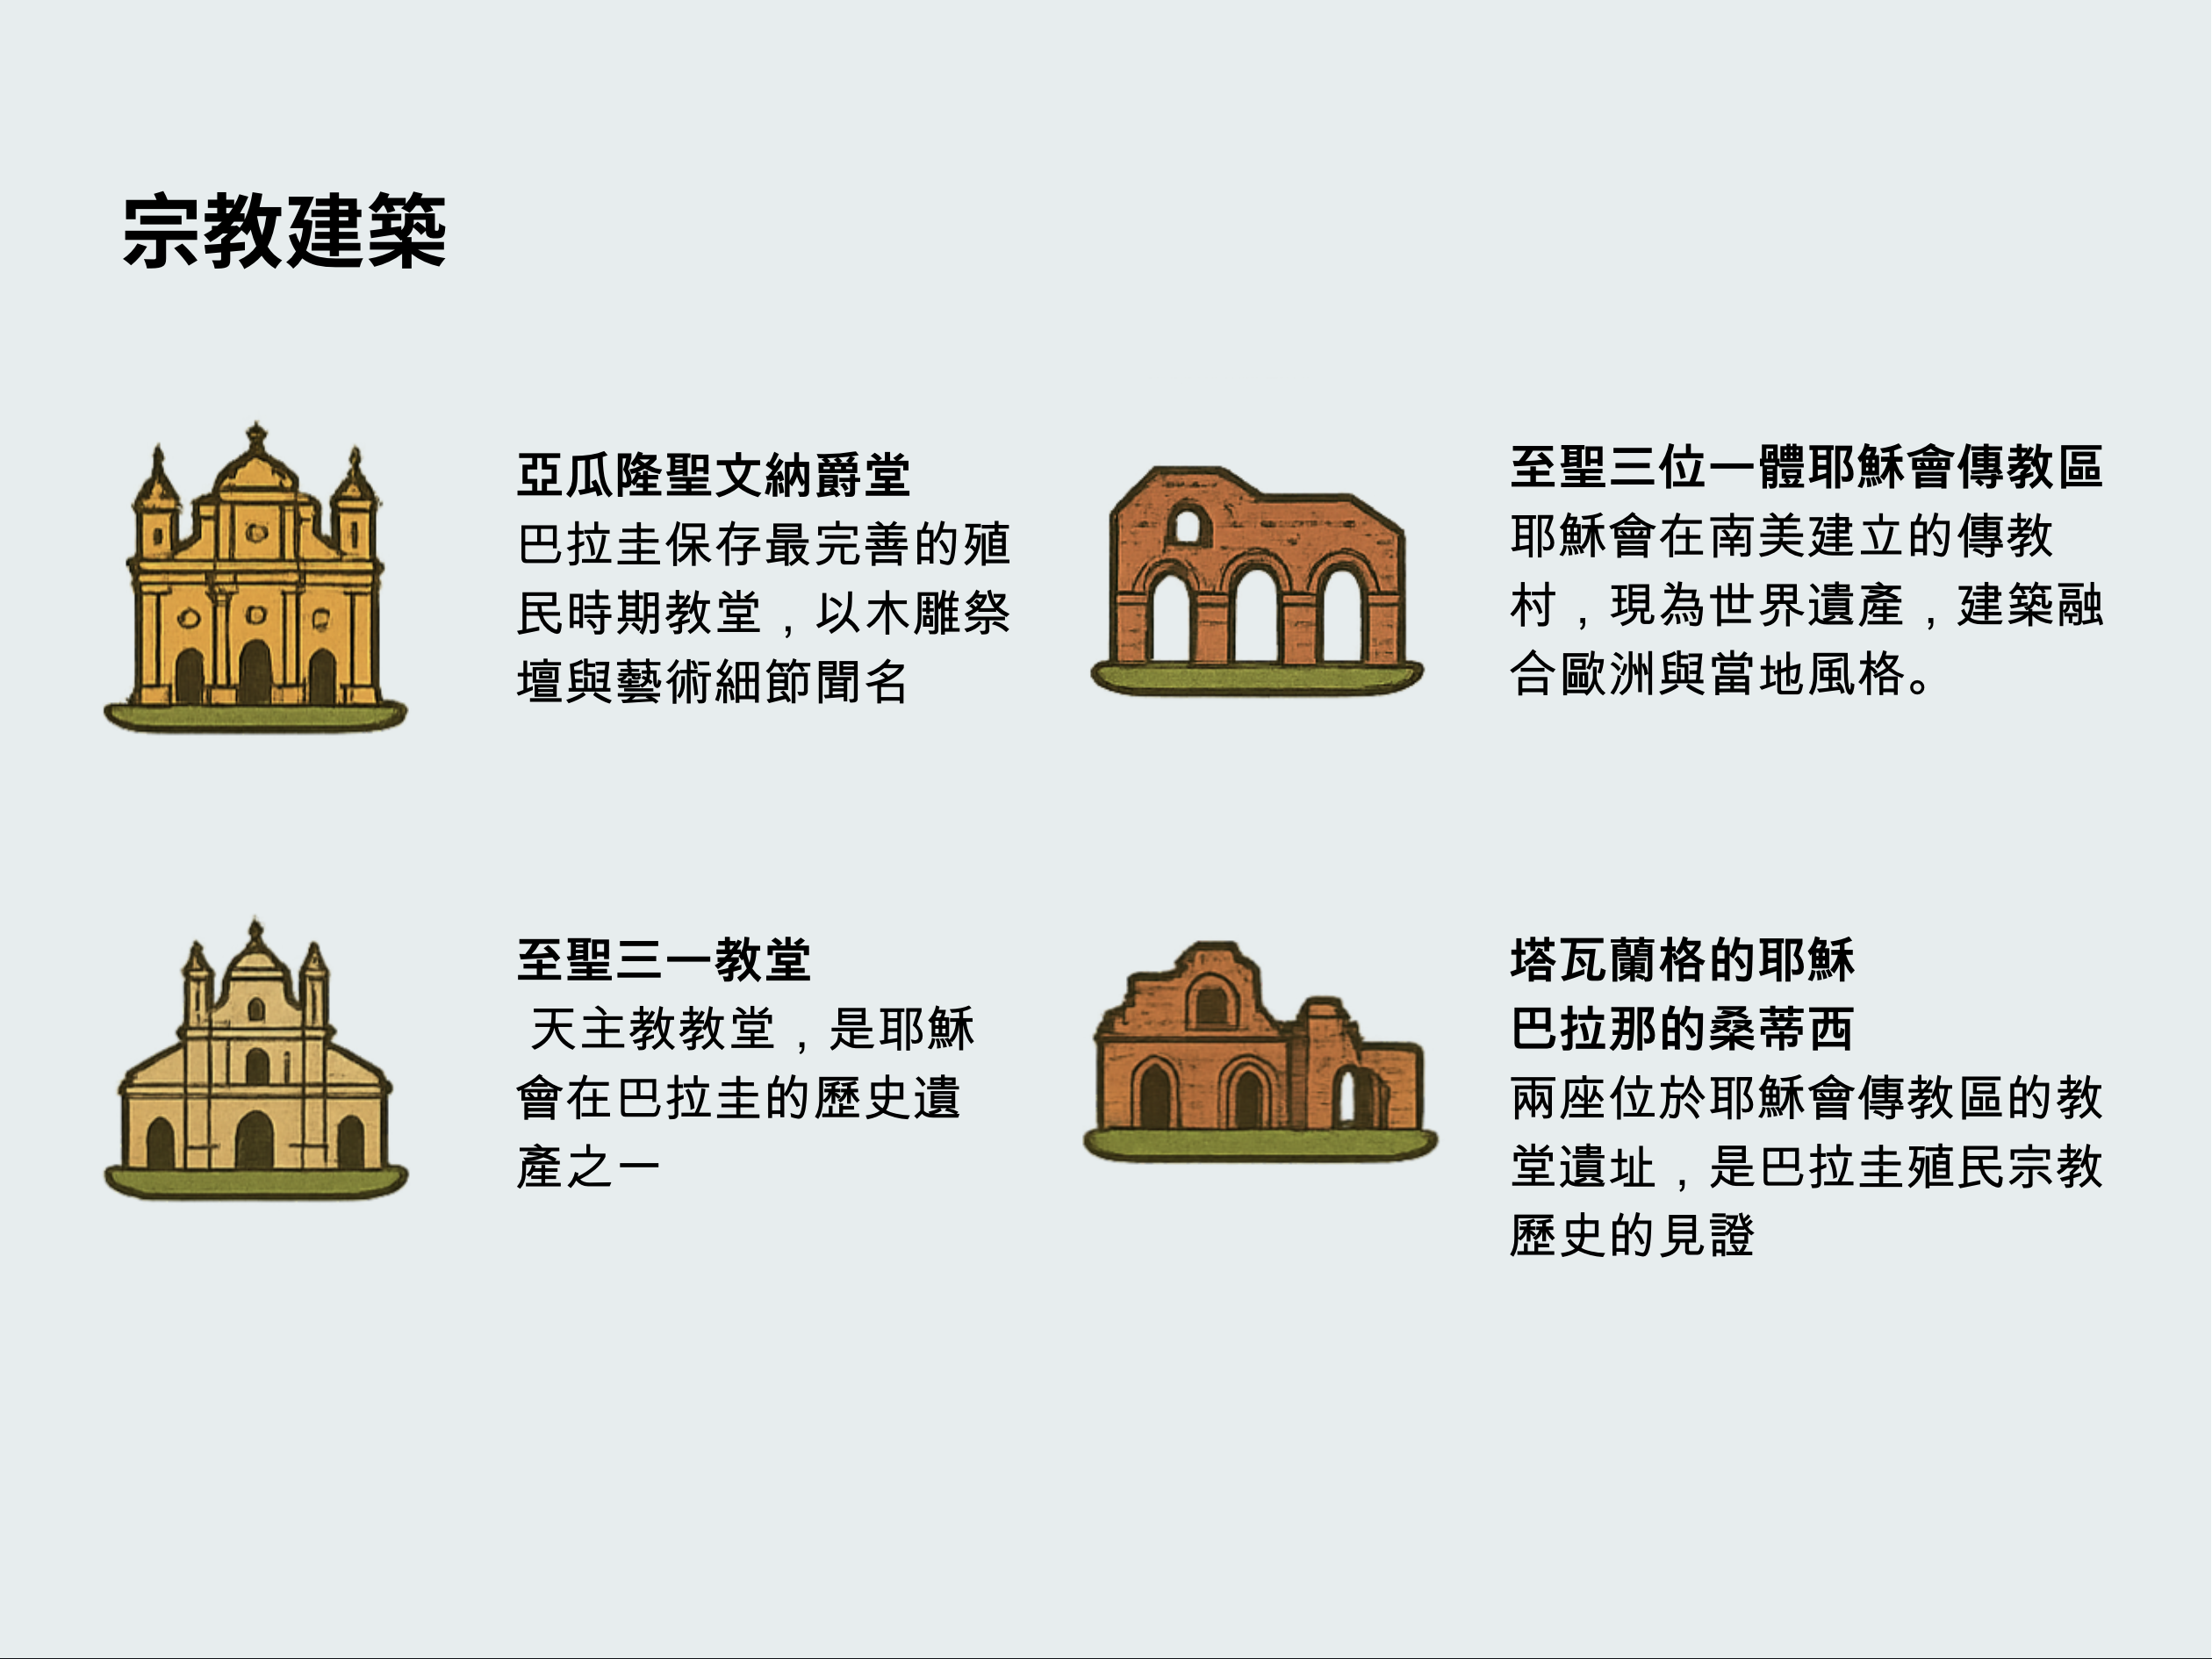 宗教建築
亞瓜隆聖文納爵堂
巴拉圭保存最完善的殖
民時期教堂，以木雕祭
壇與藝術細節聞名
至聖三位一體耶穌會傳教區
耶穌會在南美建立的傳教
村，現為世界遺產，建築融
合歐洲與當地風格。
至聖三一教堂
天主教教堂，是耶穌
會在巴拉圭的歷史遺
產之一
塔瓦蘭格的耶穌
巴拉那的桑蒂西
兩座位於耶穌會傳教區的教
堂遺址，是巴拉圭殖民宗教
歷史的見證